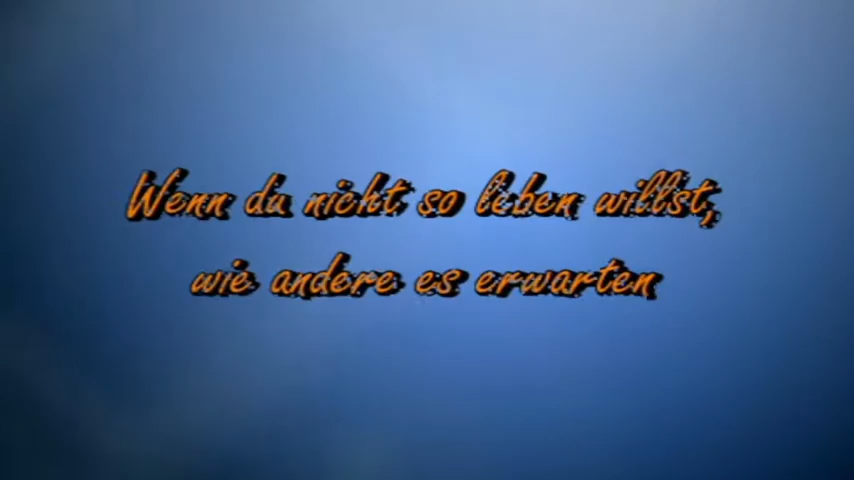 Wenn du nicht so leben willst,
wie andere es erwarten